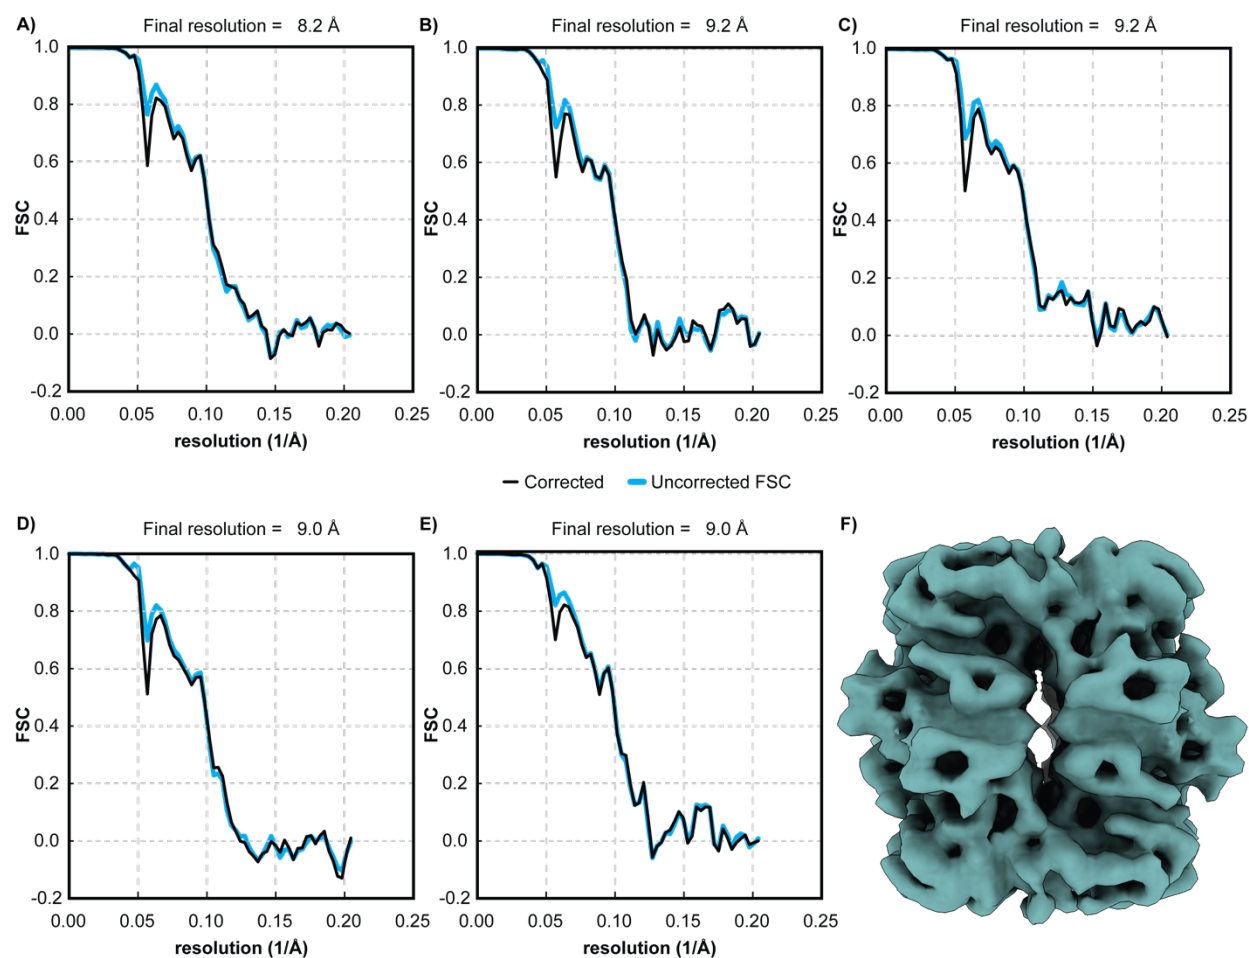 A) Final resolution = 8.2 Å
1.0
0.8
0.6
0.4
0.2
0.0
-0.2
FSC
0.00 0.05 0.10 0.15 0.20 0.25
resolution (1/Å)
B) Final resolution = 9.2 Å
1.0
0.8
0.6
0.4
0.2
0.0
-0.2
FSC
0.00 0.05 0.10 0.15 0.20 0.25
resolution (1/Å)
C) Final resolution = 9.2 Å
1.0
0.8
0.6
0.4
0.2
0.0
-0.2
FSC
0.00 0.05 0.10 0.15 0.20 0.25
resolution (1/Å)
Corrected Uncorrected FSC
D) Final resolution = 9.0 Å
1.0
0.8
0.6
0.4
0.2
0.0
-0.2
FSC
0.00 0.05 0.10 0.15 0.20 0.25
resolution (1/Å)
E) Final resolution = 9.0 Å
1.0
0.8
0.6
0.4
0.2
0.0
-0.2
FSC
0.00 0.05 0.10 0.15 0.20 0.25
resolution (1/Å)
F)